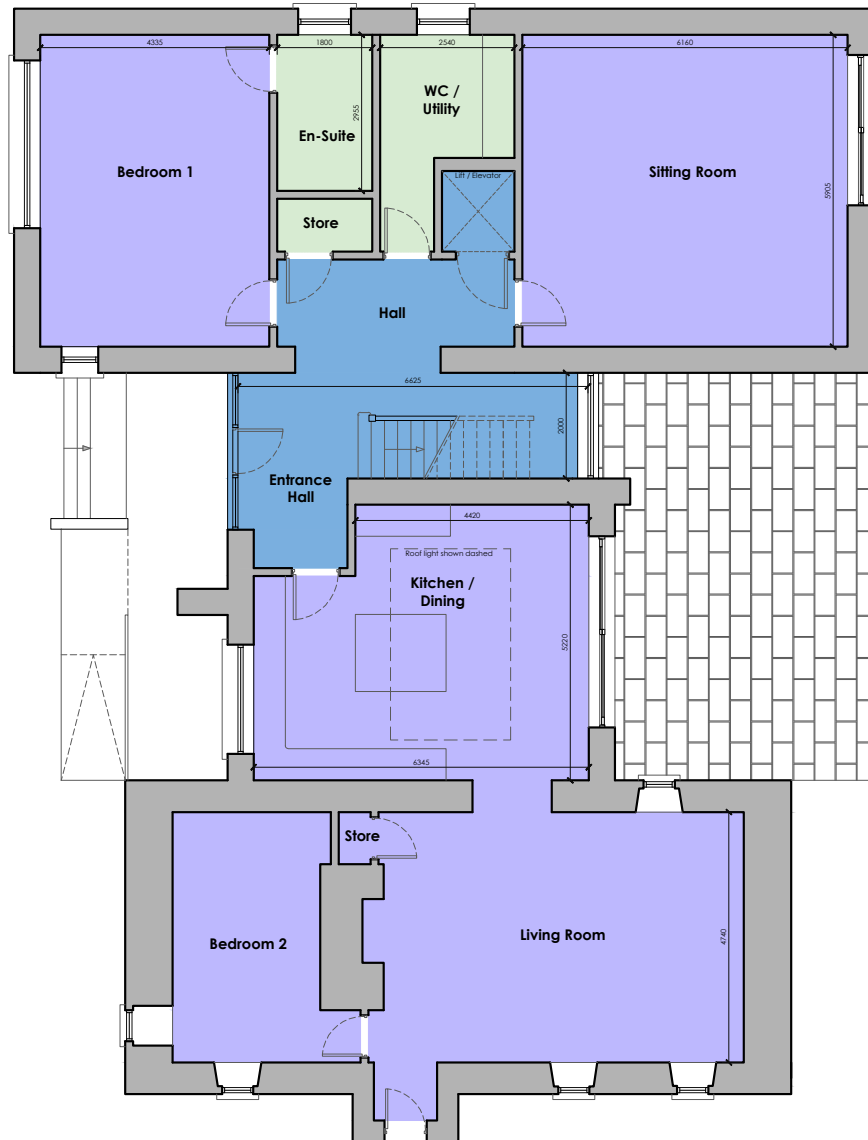 4335
1800
2540
6160
WC /
Utility
2955
En-Suite
Bedroom 1
Lift / Elevator
Sitting Room
5905
Store
Hall
6625
2000
Entrance
Hall
4420
Roof light shown dashed
Kitchen /
Dining
5220
6345
Store
Bedroom 2
Living Room
4740